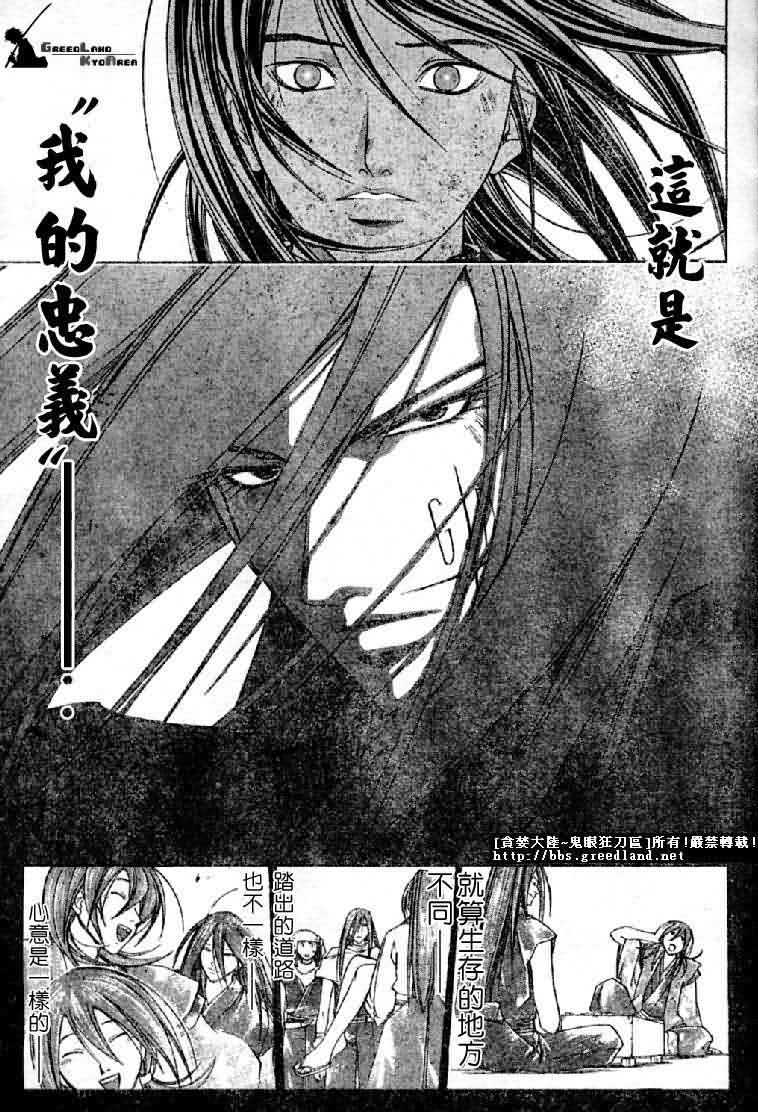 GreedLand
KyoArea
這就是
"我的忠義"——…。
[貪婪大陸~鬼眼狂刀區]所有!嚴禁轉載!
http://bbs.greedland.net
就算生存的地方
不同——
踏出的道路
也不一樣——
心意是一樣的——